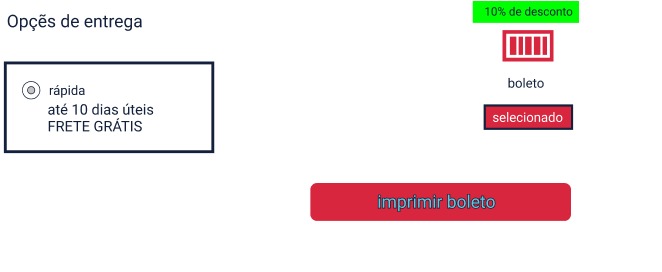 Opçẽs de entrega
rápida
até 10 dias úteis
FRETE GRÁTIS
10% de desconto
boleto
selecionado
imprimir boleto